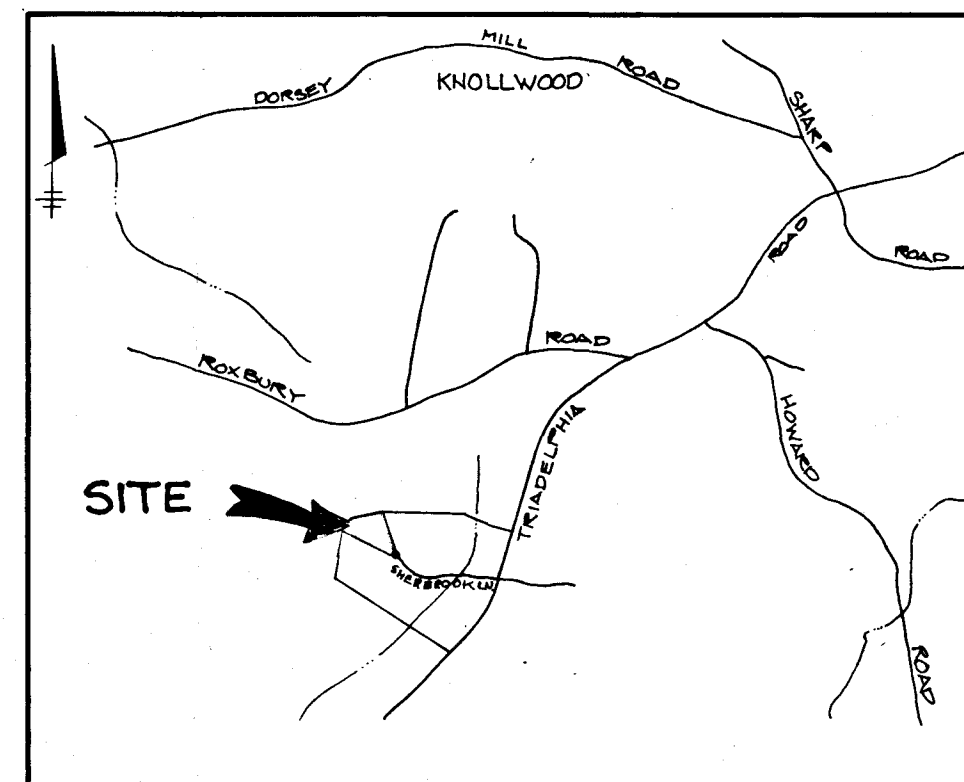 DORSEY MILL ROAD
KNOLLWOOD
SHARP ROAD
TRIADELPHIA ROAD
ROXBURY ROAD
HOWARD ROAD
SITE
SHERBROOK LN.